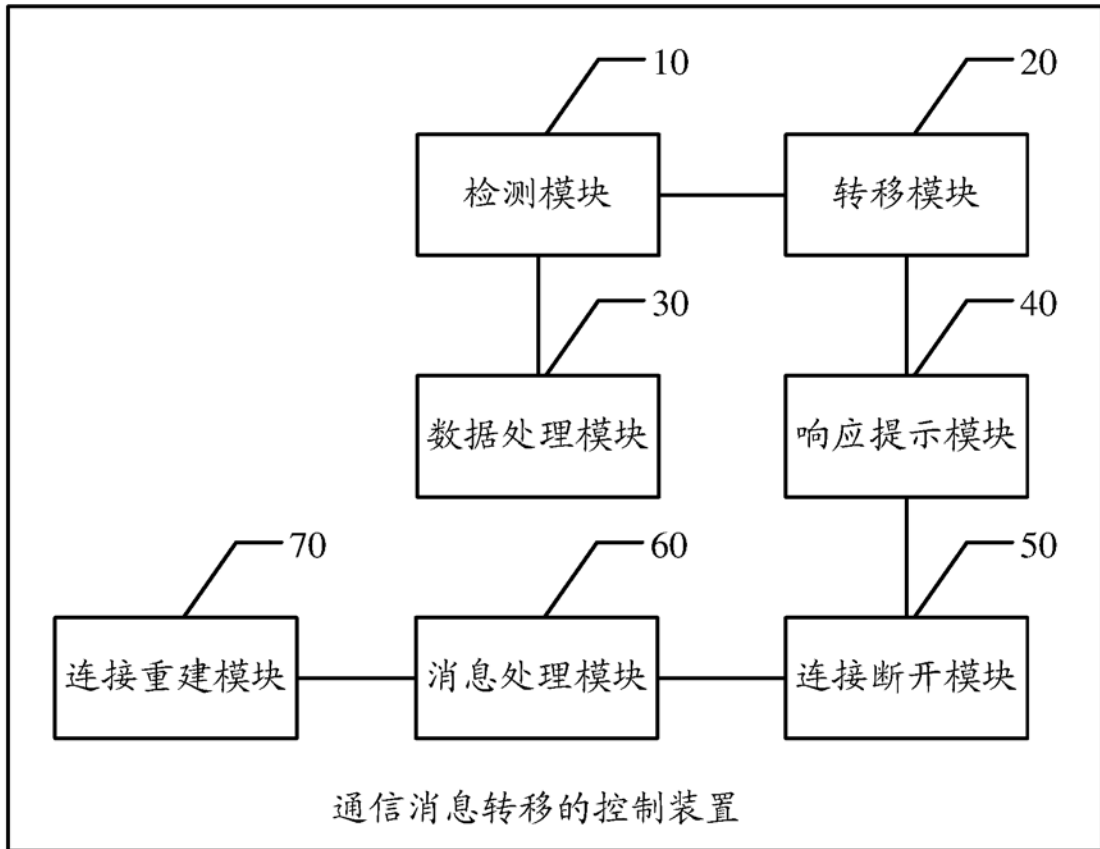 10
20
检测模块
转移模块
30
40
数据处理模块
响应提示模块
70
60
50
连接重建模块
消息处理模块
连接断开模块
通信消息转移的控制装置